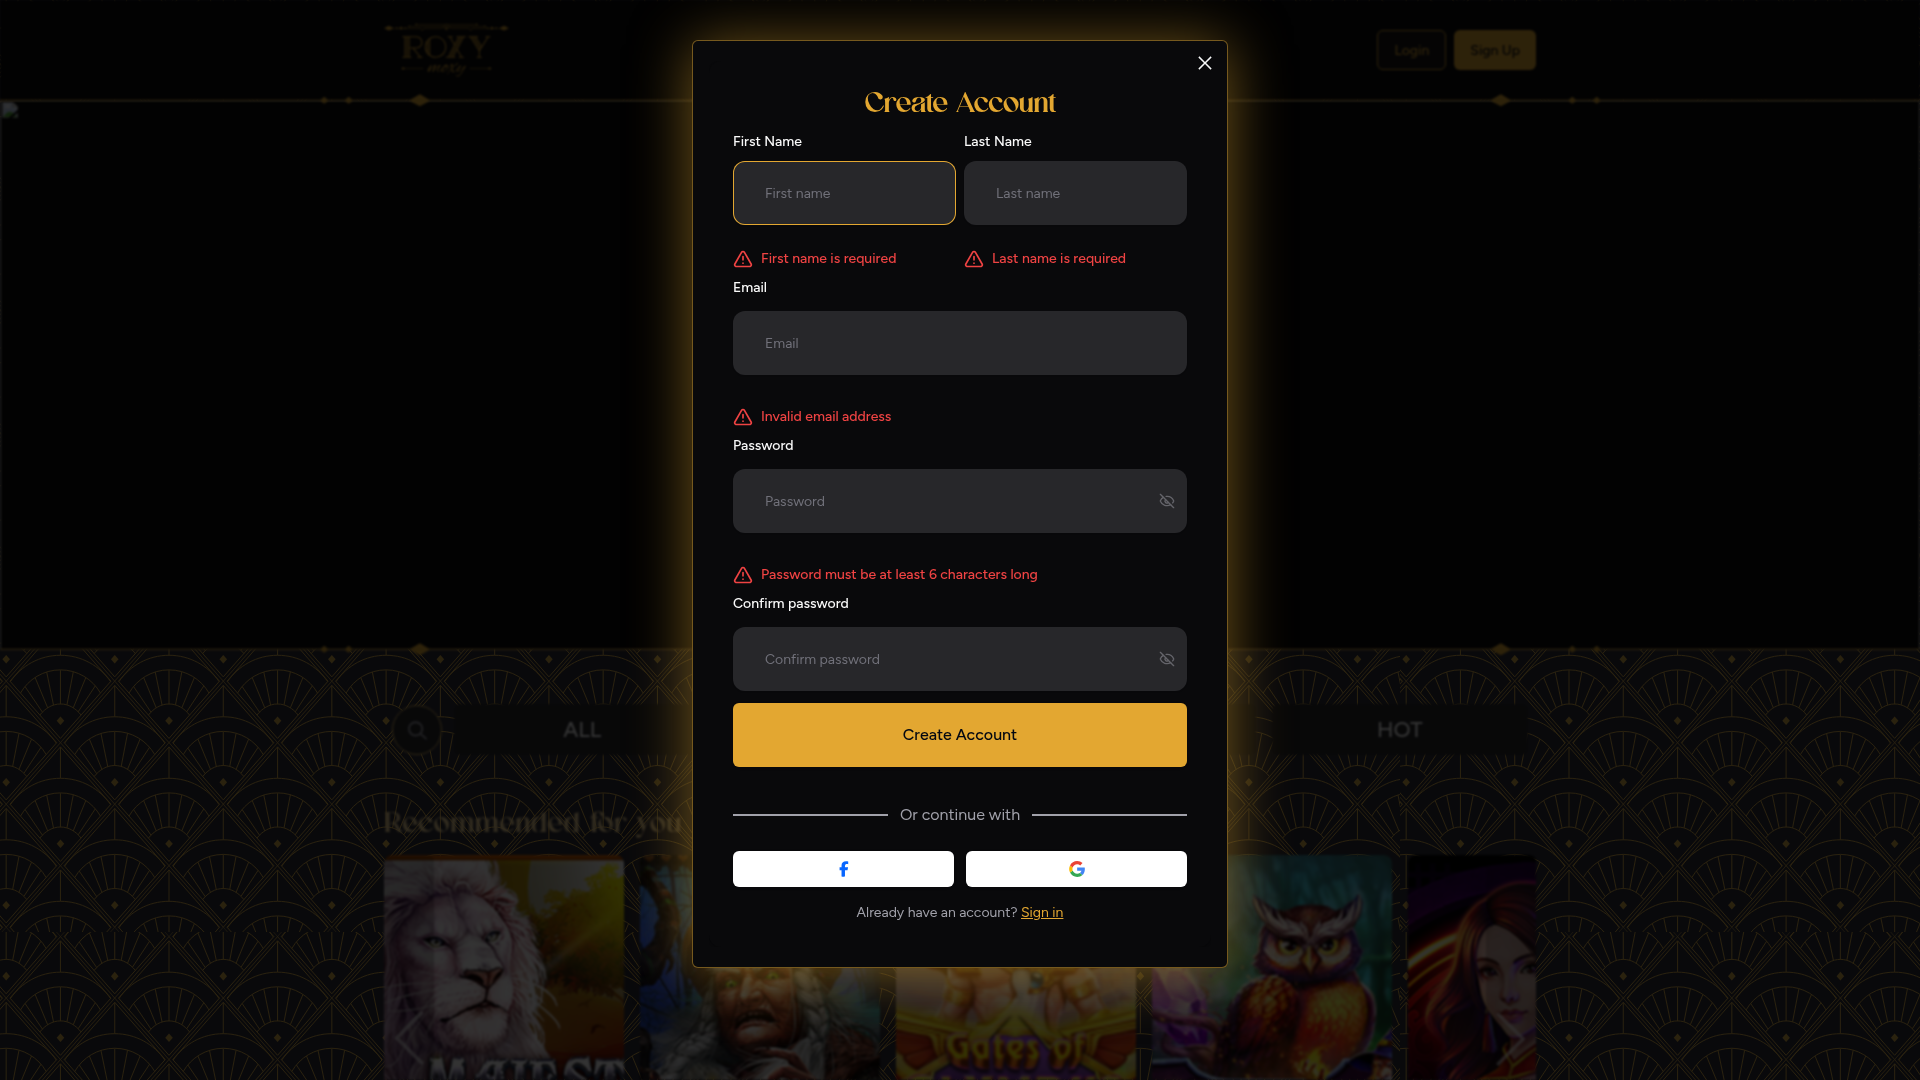 ROXY
moxy
Login
Sign Up
Create Account
First Name
Last Name
First name
Last name
First name is required
Last name is required
Email
Email
Invalid email address
Password
Password
Password must be at least 6 characters long
Confirm password
Confirm password
Create Account
ALL
HOT
Or continue with
Recommended for you
Already have an account? Sign in
Gates of